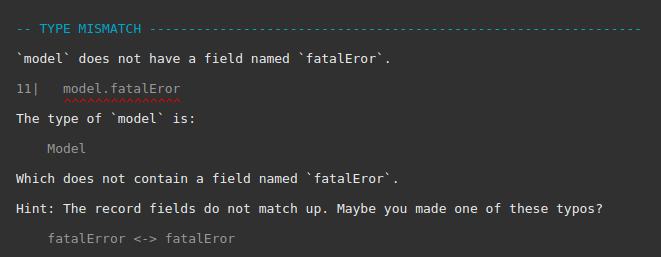 -- TYPE MISMATCH ---------------------------------------------------------------
`model` does not have a field named `fatalEror`.
11|   model.fatalEror
      ^^^^^^^^^^^^^^^
The type of `model` is:
    Model
Which does not contain a field named `fatalEror`.
Hint: The record fields do not match up. Maybe you made one of these typos?
    fatalError <-> fatalEror